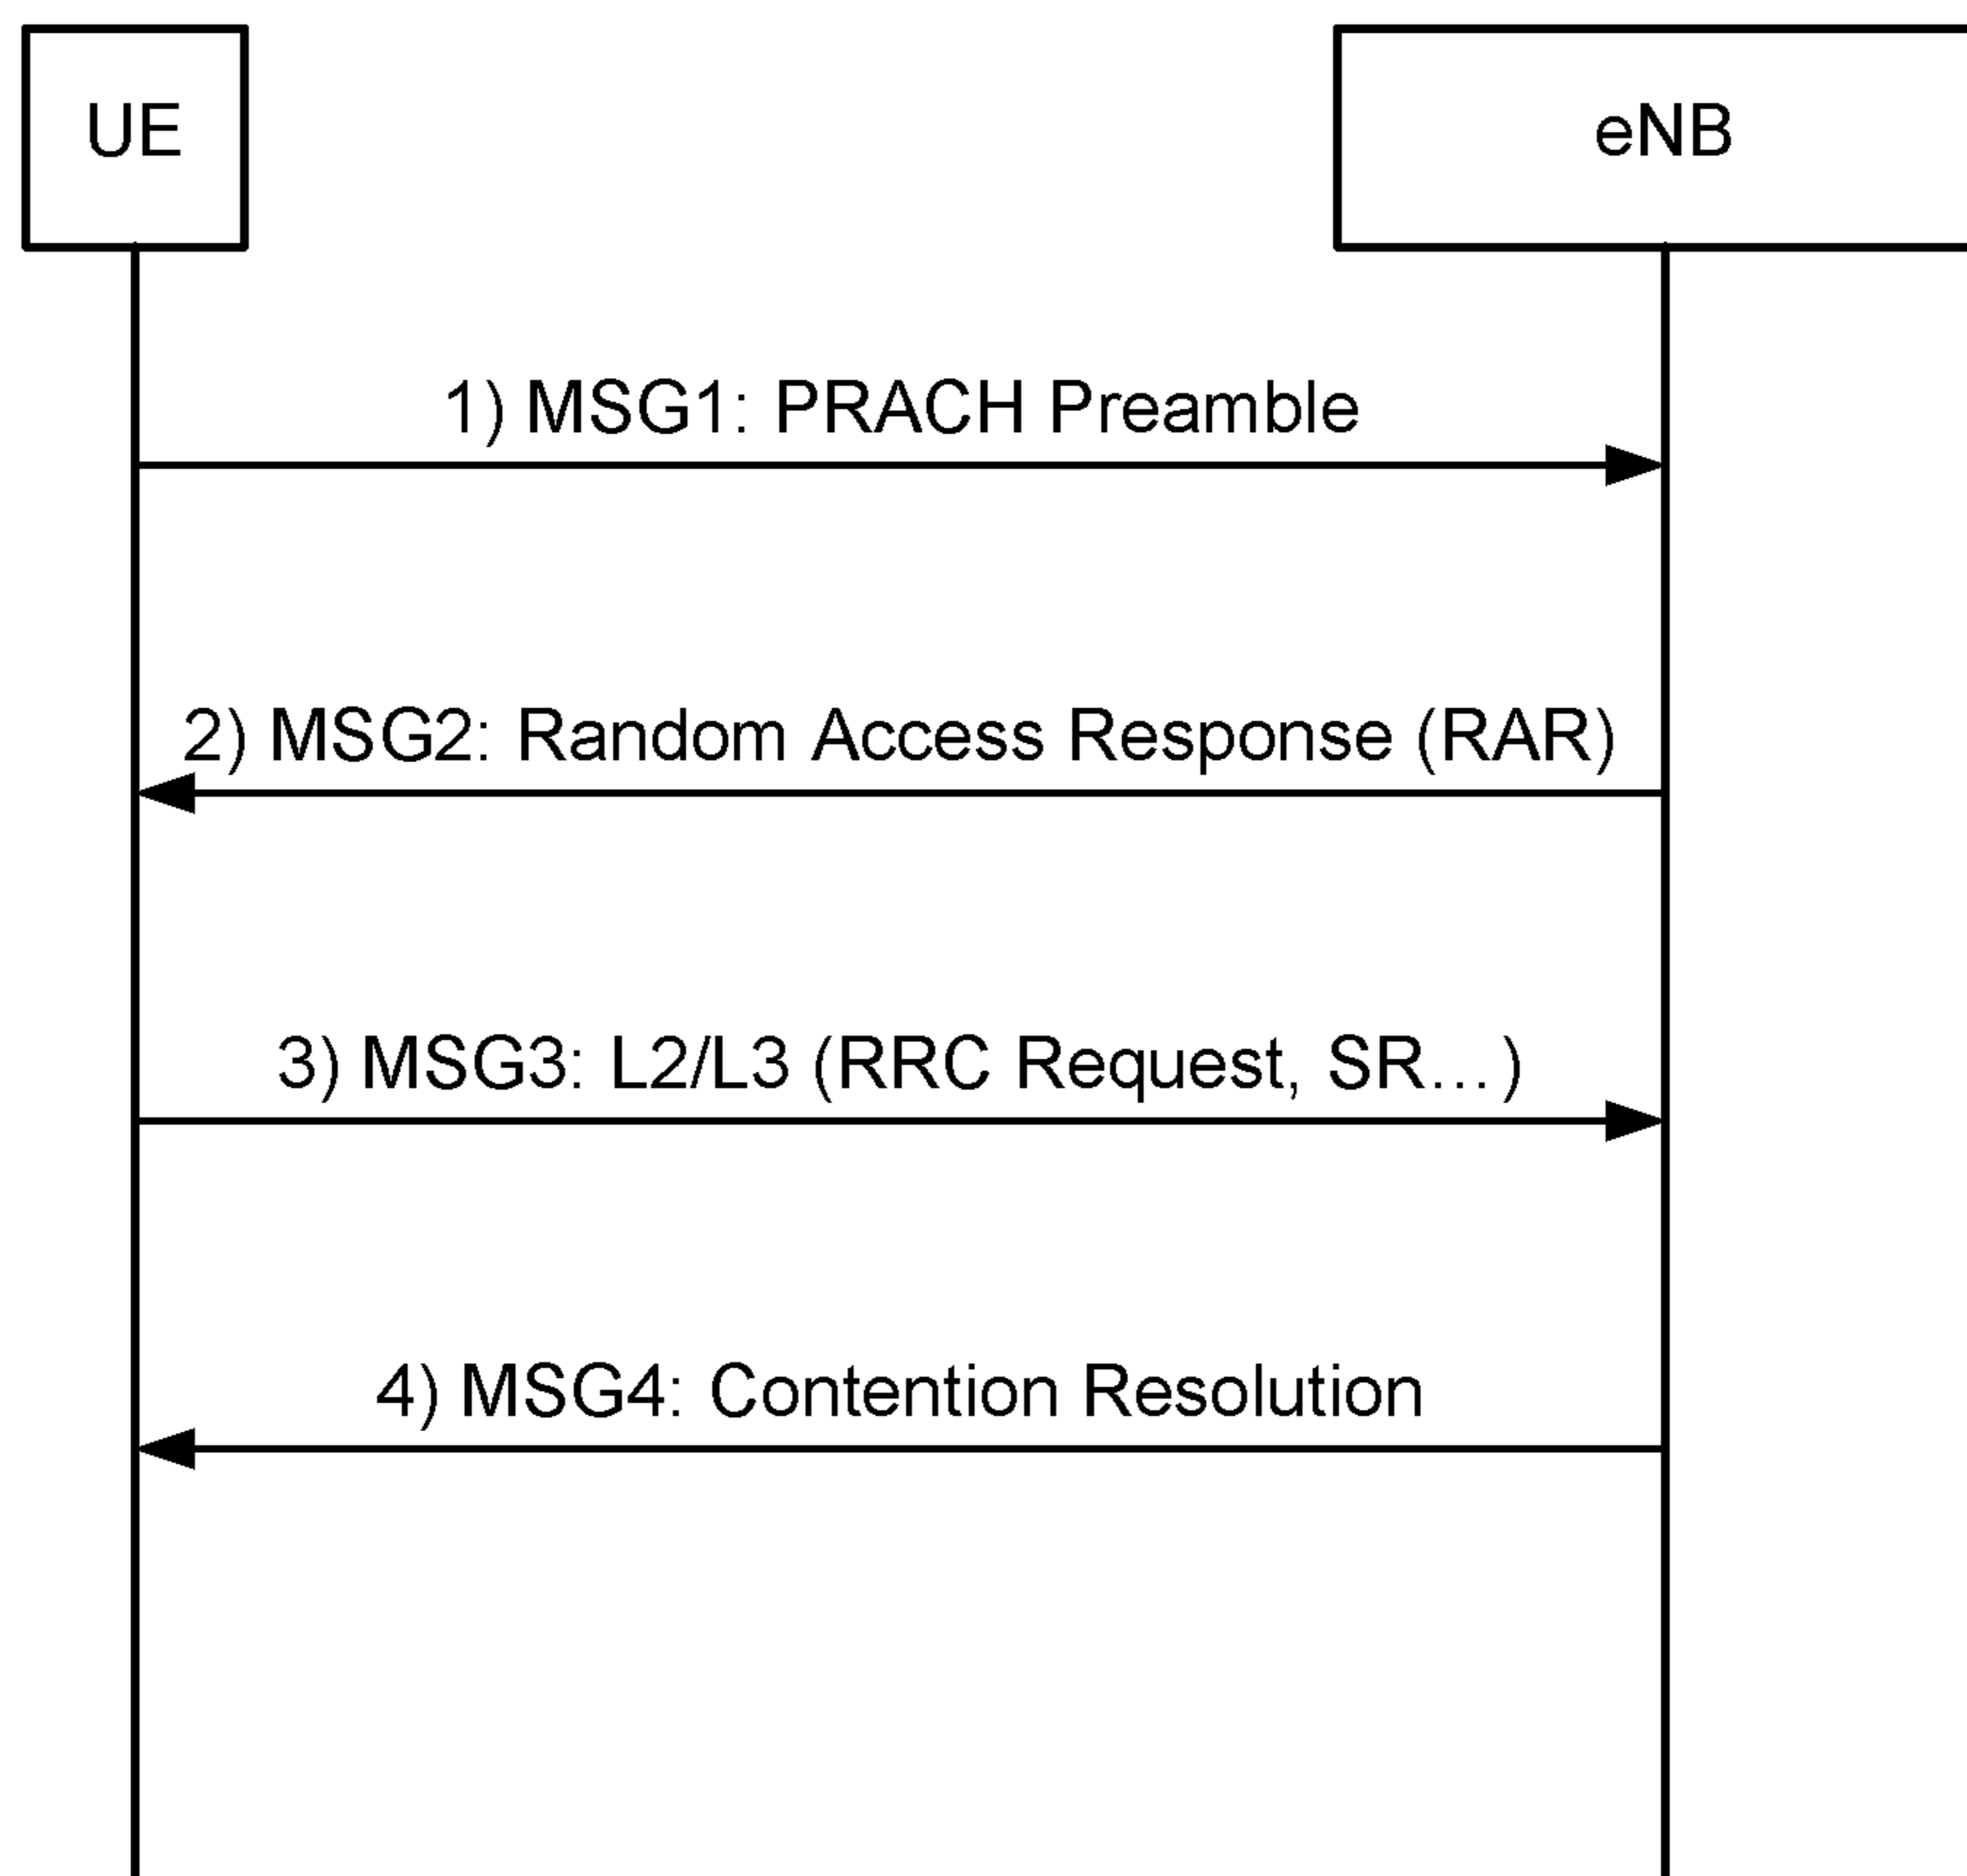 UE
eNB
1) MSG1: PRACH Preamble
2) MSG2: Random Access Response (RAR)
3) MSG3: L2/L3 (RRC Request, SR...)
4) MSG4: Contention Resolution